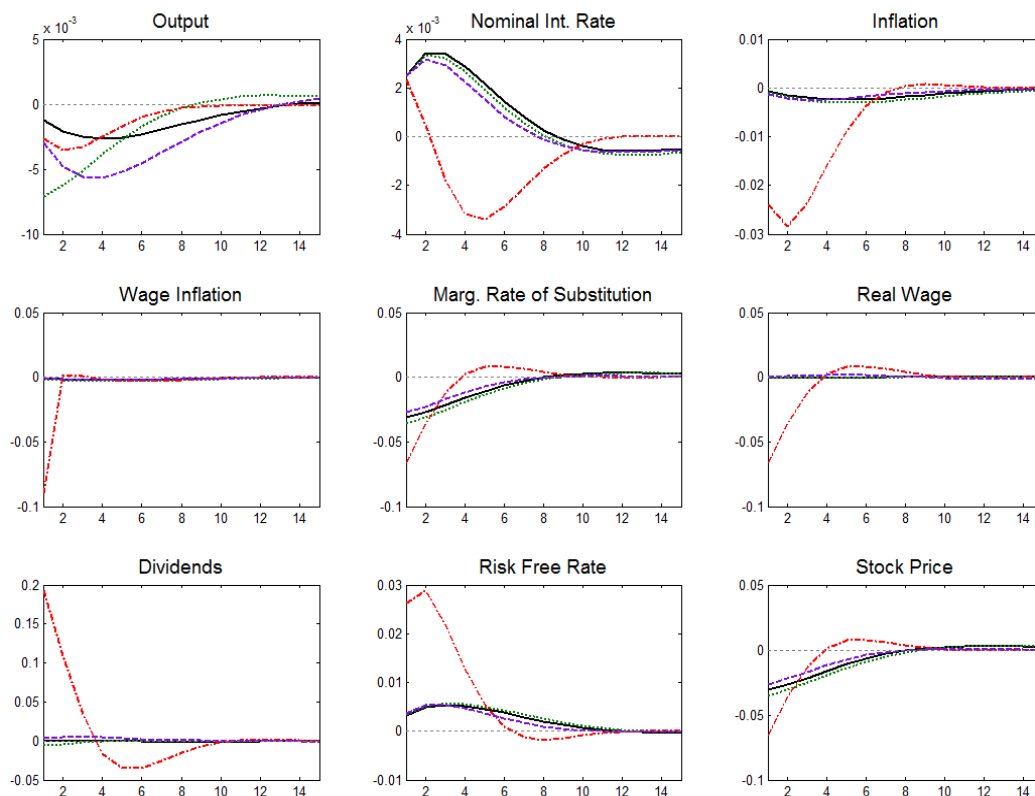 Output
x 10⁻³
5
0
-5
-10
2 4 6 8 10 12 14
Nominal Int. Rate
x 10⁻³
4
2
0
-2
-4
2 4 6 8 10 12 14
Inflation
0.01
0
-0.01
-0.02
-0.03
2 4 6 8 10 12 14
Wage Inflation
0.05
0
-0.05
-0.1
2 4 6 8 10 12 14
Marg. Rate of Substitution
0.05
0
-0.05
-0.1
2 4 6 8 10 12 14
Real Wage
0.05
0
-0.05
-0.1
2 4 6 8 10 12 14
Dividends
0.2
0.15
0.1
0.05
0
-0.05
2 4 6 8 10 12 14
Risk Free Rate
0.03
0.02
0.01
0
-0.01
2 4 6 8 10 12 14
Stock Price
0.05
0
-0.05
-0.1
2 4 6 8 10 12 14